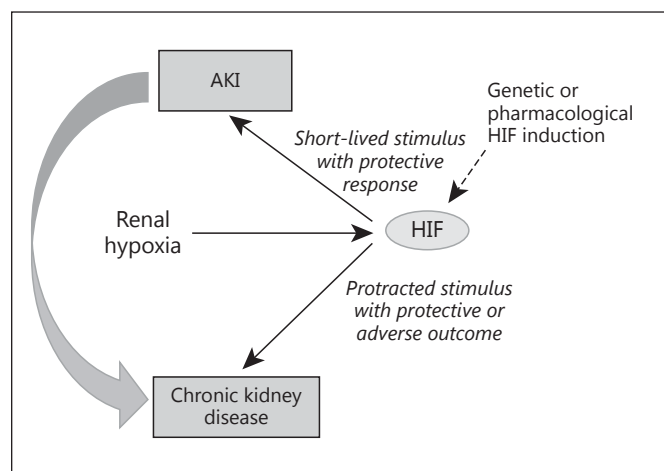 AKI
Genetic or
pharmacological
HIF induction
Short-lived stimulus
with protective
response
Renal
hypoxia
HIF
Protracted stimulus
with protective or
adverse outcome
Chronic kidney
disease